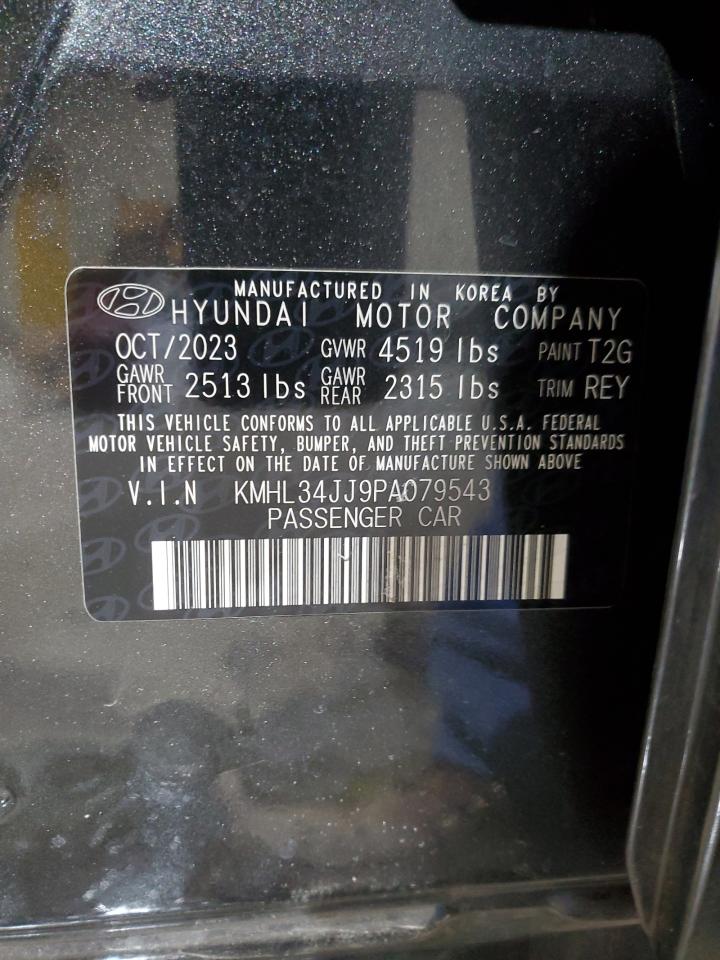 MANUFACTURED IN KOREA BY
HYUNDAI MOTOR COMPANY
OCT/2023 GVWR 4519 lbs PAINT T2G
GAWR FRONT 2513 lbs GAWR REAR 2315 lbs TRIM REY
THIS VEHICLE CONFORMS TO ALL APPLICABLE U.S.A. FEDERAL
MOTOR VEHICLE SAFETY, BUMPER, AND THEFT PREVENTION STANDARDS
IN EFFECT ON THE DATE OF MANUFACTURE SHOWN ABOVE
V.I.N KMHL34JJ9PA079543
PASSENGER CAR